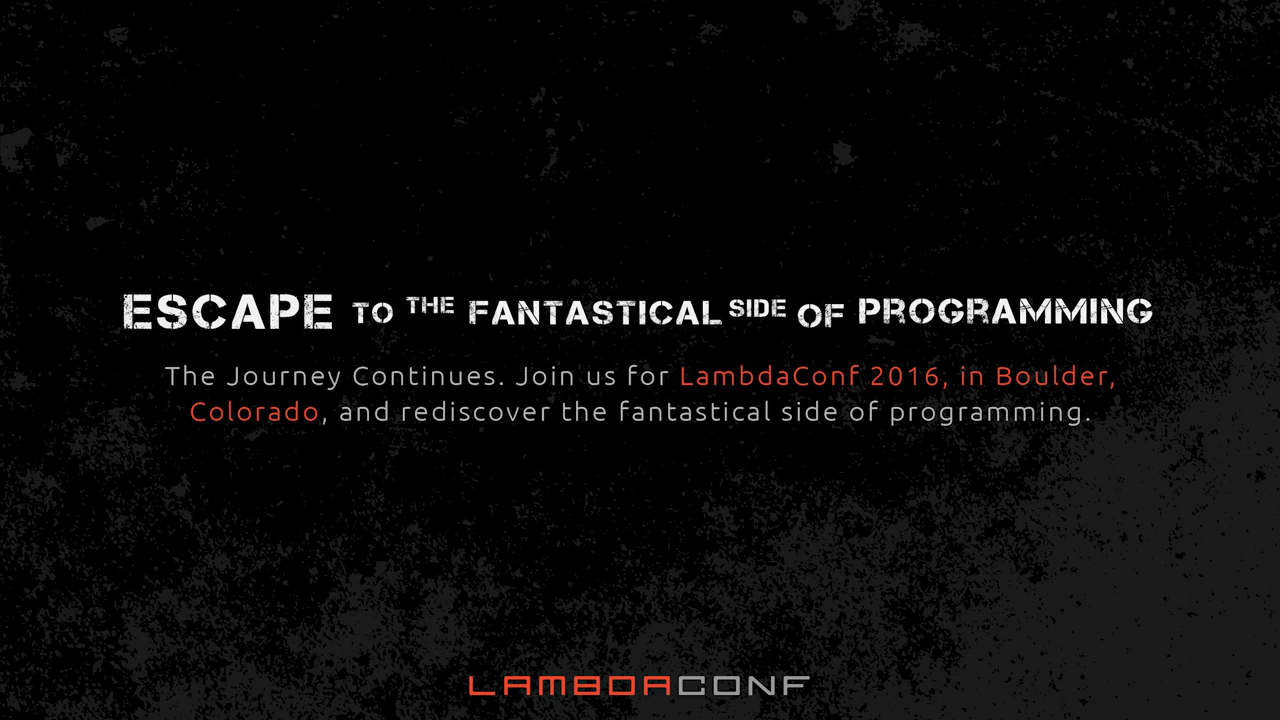 ESCAPE TO THE FANTASTICAL SIDE OF PROGRAMMING
The Journey Continues. Join us for LambdaConf 2016, in Boulder,
Colorado, and rediscover the fantastical side of programming.
LAMBDACONF